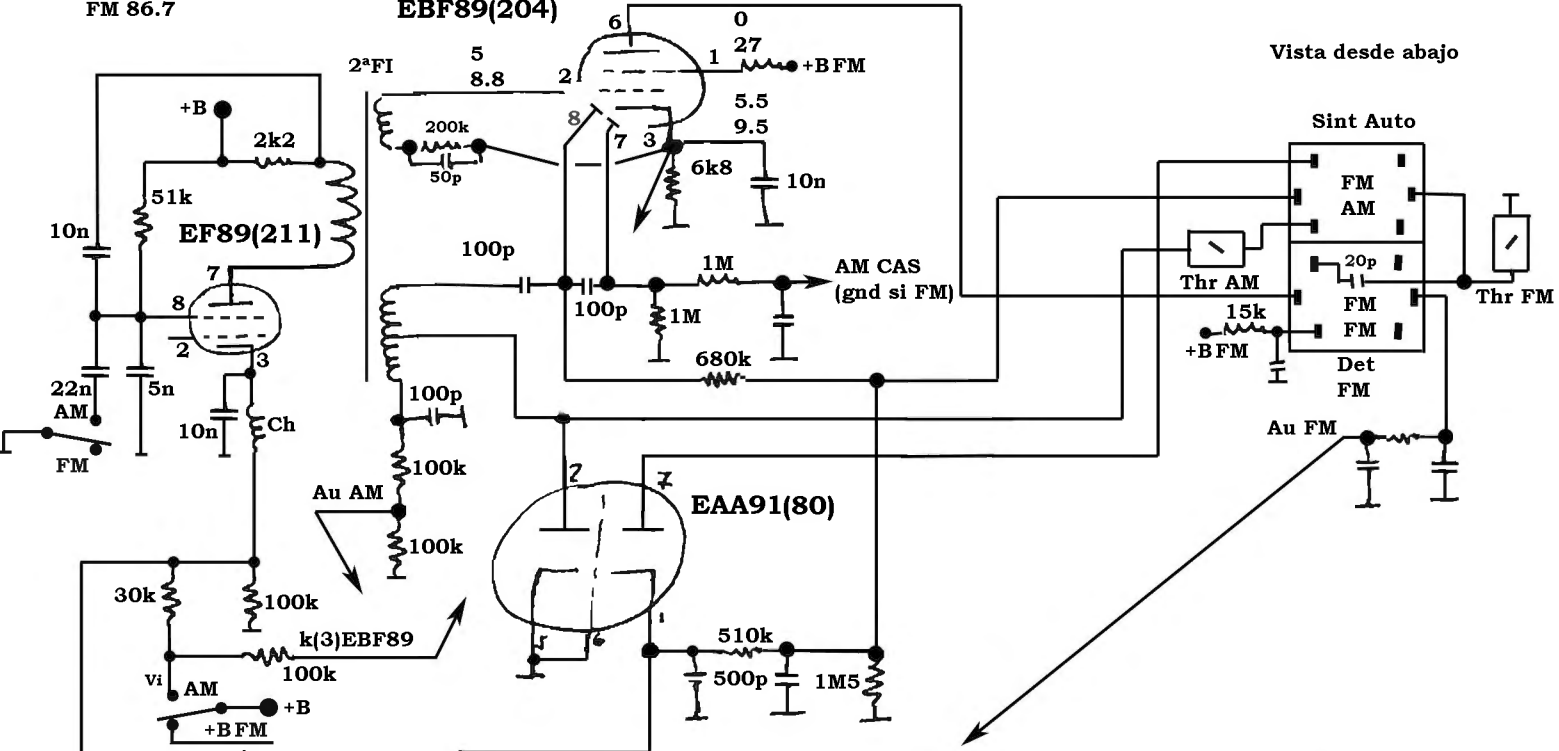 FM 86.7
EBF89(204)
6
0
27
1
+B FM
Vista desde abajo
2ªFI
5
8.8
2
+B
5.5
9.5
Sint Auto
2k2
200k
8
7
3
6k8
50p
10n
FM
AM
51k
10n
EF89(211)
100p
1M
AM CAS
(gnd si FM)
Thr AM
20p
Thr FM
7
8
100p
1M
15k
FM
FM
+B FM
2
3
680k
Det
FM
22n
5n
100p
AM
10n
Ch
Au FM
FM
100k
2
7
Au AM
EAA91(80)
100k
30k
100k
1
k(3)EBF89
5
6
510k
100k
Vi
AM
500p
1M5
+B
+B FM